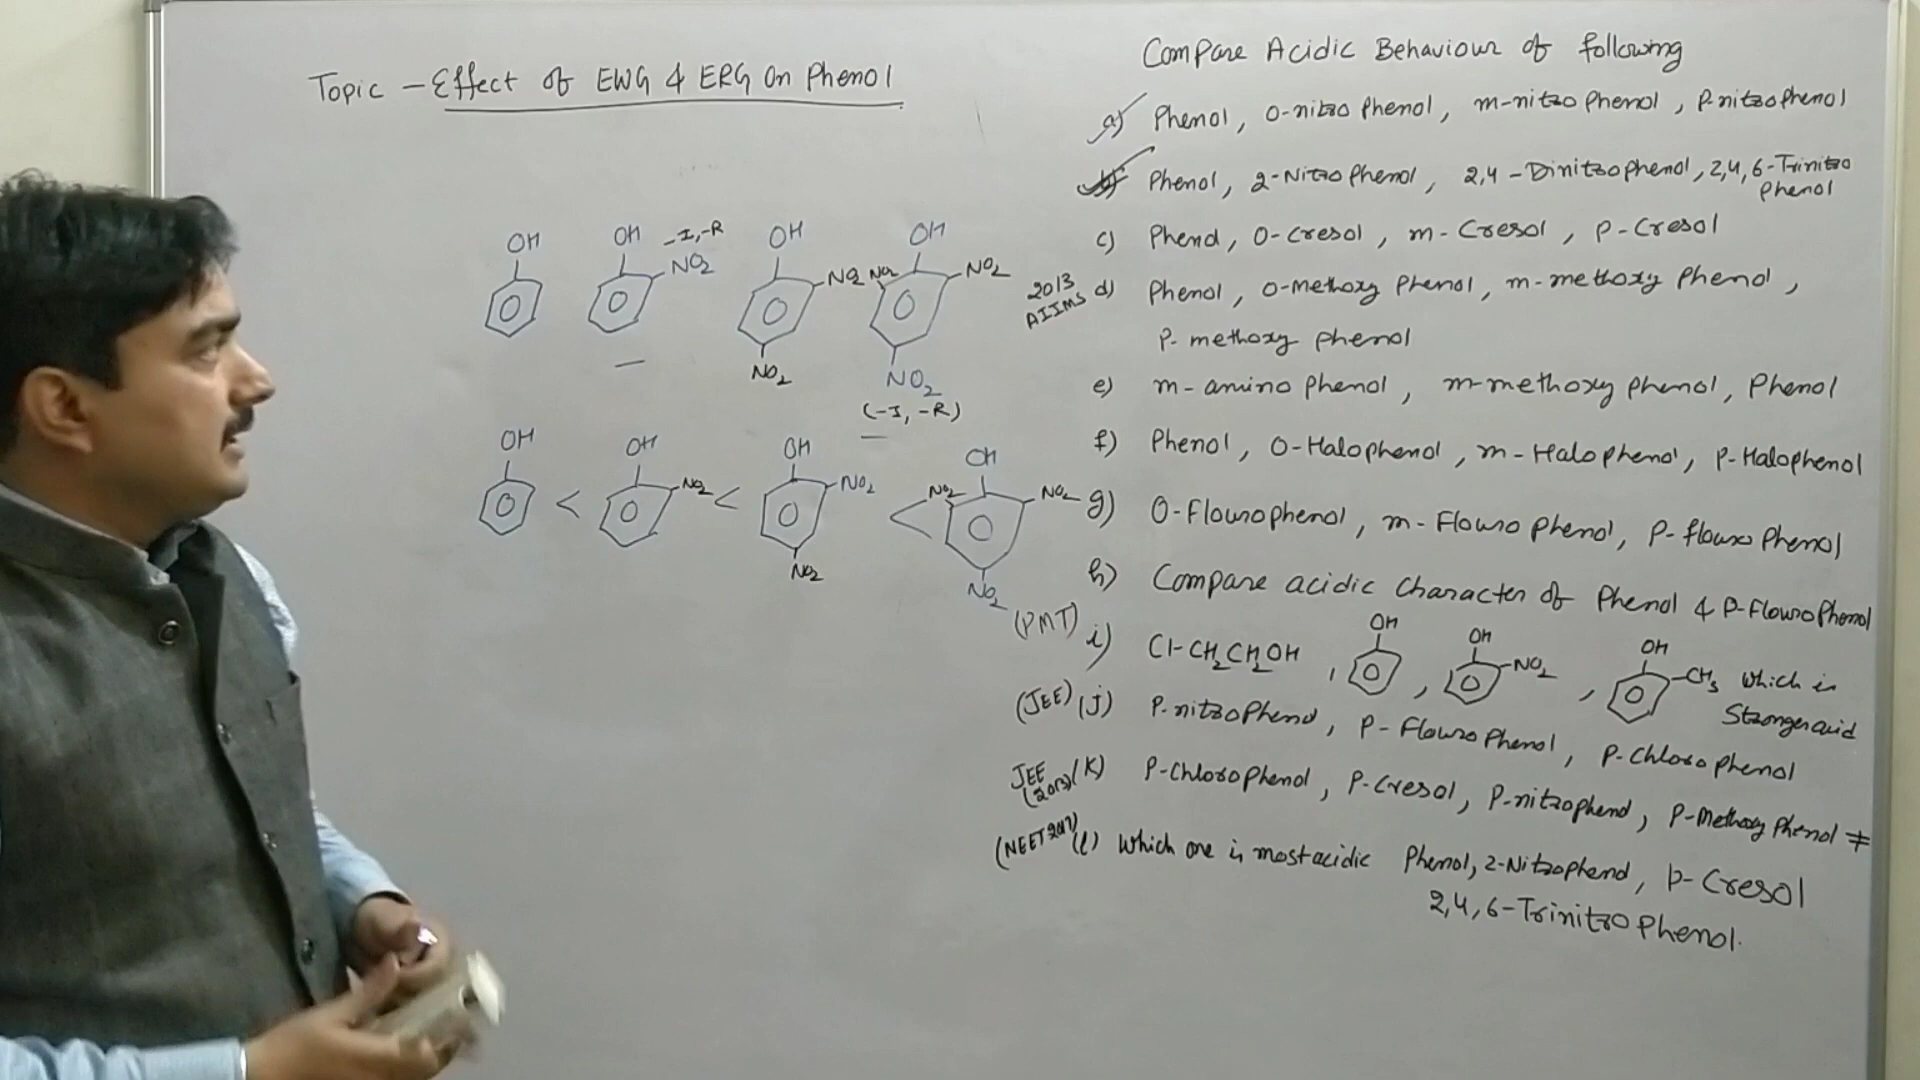 Topic - Effect of EWG & ERG On Phenol
OH
OH -I,-R
NO2
OH
NO2
NO2
OH
NO2
NO2
NO2
(-I, -R)
OH
<
OH
NO2
<
OH
NO2
NO2
<
OH
NO2
NO2
NO2
Compare Acidic Behaviour of following
a) Phenol, O-nitro Phenol, m-nitro Phenol, P-nitrophenol
b) Phenol, 2-Nitro Phenol, 2,4-Dinitrophenol, 2,4,6-Trinitro
Phenol
c) Phenol, O-Cresol, m-Cresol, P-Cresol
2013 AIIMS d) Phenol, O-methoxy Phenol, m-methoxy Phenol,
P-methoxy phenol
e) m-amino Phenol, m-methoxy phenol, Phenol
f) Phenol, O-Halophenol, m-Halophenol, P-Halophenol
g) O-Flourophenol, m-Flouro Phenol, P-flouro Phenol
h) Compare acidic Character of Phenol & P-FlouroPhenol
(PMT) i) Cl-CH2CH2OH, OH, OH NO2, OH CH3 Which is
Stronger acid
(JEE) (j) P-nitroPhenol, P-Flouro Phenol, P-Chloro phenol
JEE (2013) (K) P-ChloroPhenol, P-Cresol, P-nitrophenol, P-Methoxy Phenol ≠
(NEET 2017) (l) Which one is most acidic Phenol, 2-Nitrophenol, p-Cresol
2,4,6-Trinitro Phenol.